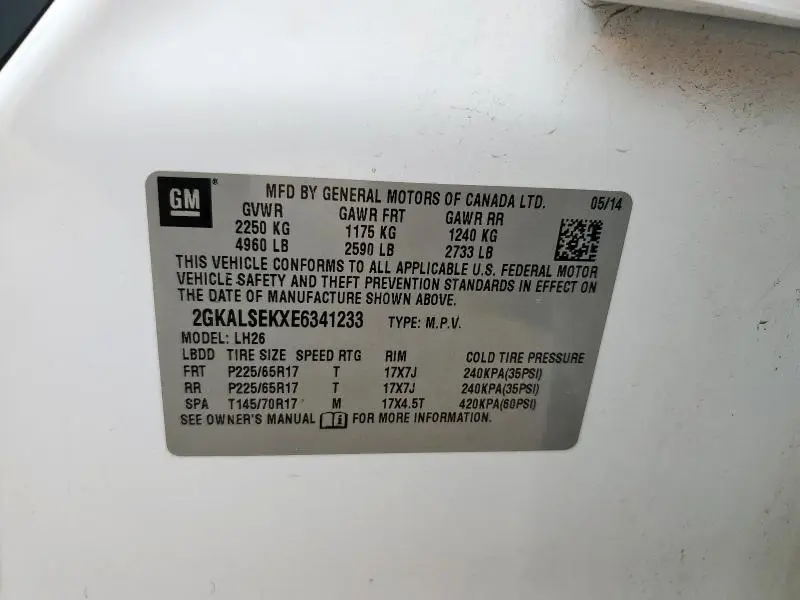 GM® MFD BY GENERAL MOTORS OF CANADA LTD. 05/14
GVWR GAWR FRT GAWR RR
2250 KG 1175 KG 1240 KG
4960 LB 2590 LB 2733 LB
THIS VEHICLE CONFORMS TO ALL APPLICABLE U.S. FEDERAL MOTOR
VEHICLE SAFETY AND THEFT PREVENTION STANDARDS IN EFFECT ON
THE DATE OF MANUFACTURE SHOWN ABOVE.
2GKALSEKXE6341233 TYPE: M.P.V.
MODEL: LH26
LBDD TIRE SIZE SPEED RTG RIM COLD TIRE PRESSURE
FRT P225/65R17 T 17X7J 240KPA(35PSI)
RR P225/65R17 T 17X7J 240KPA(35PSI)
SPA T145/70R17 M 17X4.5T 420KPA(60PSI)
SEE OWNER'S MANUAL i FOR MORE INFORMATION.